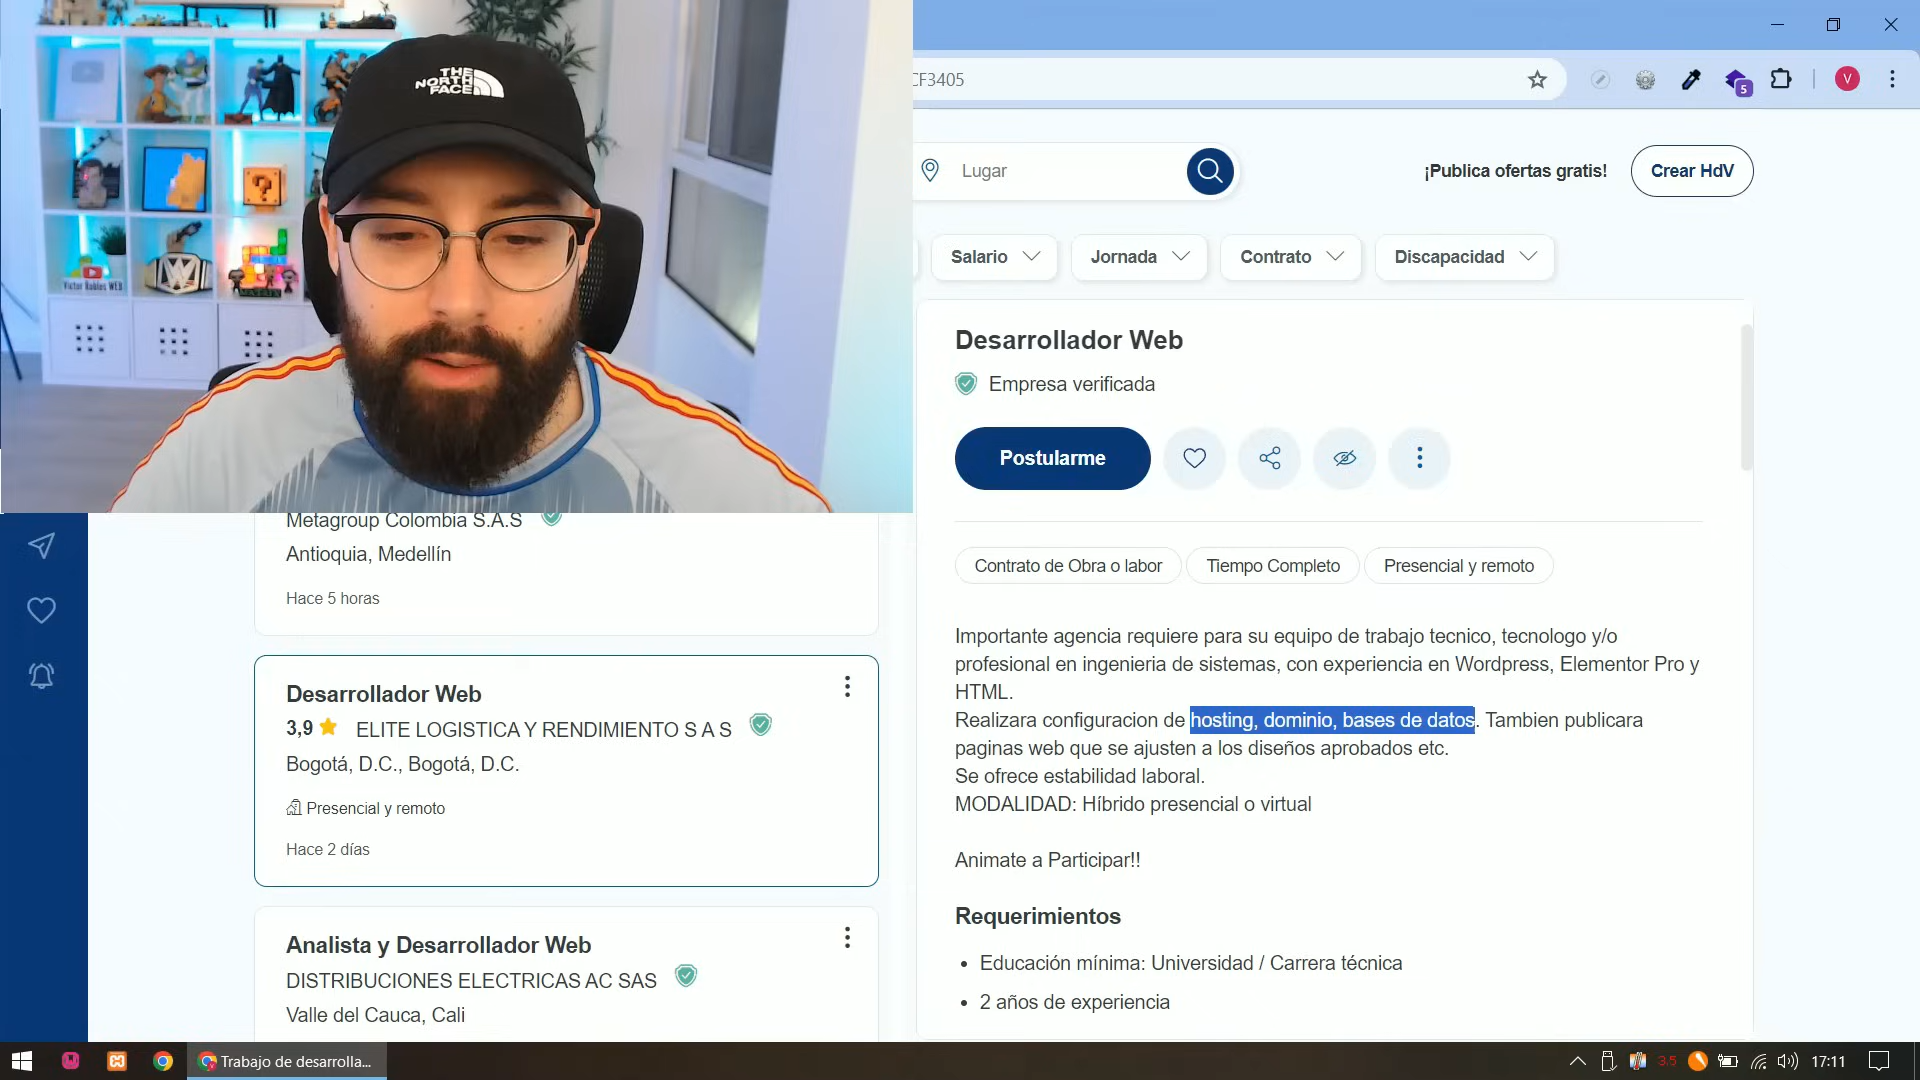 THE
NORTH
FACE
Victor Robles WEB
CF3405
5
V
Lugar
¡Publica ofertas gratis!
Crear HdV
Salario
Jornada
Contrato
Discapacidad
Metagroup Colombia S.A.S
Antioquia, Medellín
Hace 5 horas
Desarrollador Web
3,9 ELITE LOGISTICA Y RENDIMIENTO S A S
Bogotá, D.C., Bogotá, D.C.
Presencial y remoto
Hace 2 días
Analista y Desarrollador Web
DISTRIBUCIONES ELECTRICAS AC SAS
Valle del Cauca, Cali
Desarrollador Web
Empresa verificada
Postularme
Contrato de Obra o labor
Tiempo Completo
Presencial y remoto
Importante agencia requiere para su equipo de trabajo tecnico, tecnologo y/o
profesional en ingenieria de sistemas, con experiencia en Wordpress, Elementor Pro y
HTML.
Realizara configuracion de hosting, dominio, bases de datos. Tambien publicara
paginas web que se ajusten a los diseños aprobados etc.
Se ofrece estabilidad laboral.
MODALIDAD: Híbrido presencial o virtual
Animate a Participar!!
Requerimientos
• Educación mínima: Universidad / Carrera técnica
• 2 años de experiencia
Trabajo de desarrolla...
3.5
17:11